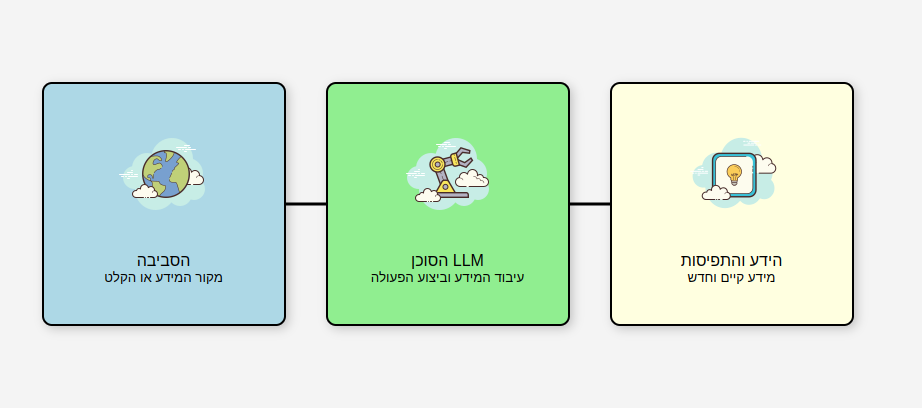 הסביבה
מקור המידע או הקלט
הסוכן LLM
עיבוד המידע וביצוע הפעולה
הידע והתפיסות
מידע קיים וחדש